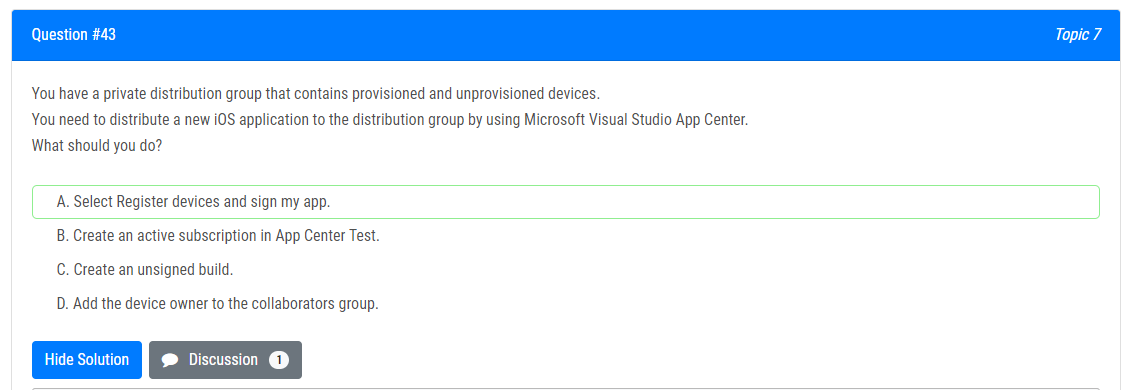 Question #43
Topic 7
You have a private distribution group that contains provisioned and unprovisioned devices.
You need to distribute a new iOS application to the distribution group by using Microsoft Visual Studio App Center.
What should you do?
A. Select Register devices and sign my app.
B. Create an active subscription in App Center Test.
C. Create an unsigned build.
D. Add the device owner to the collaborators group.
Hide Solution
Discussion 1